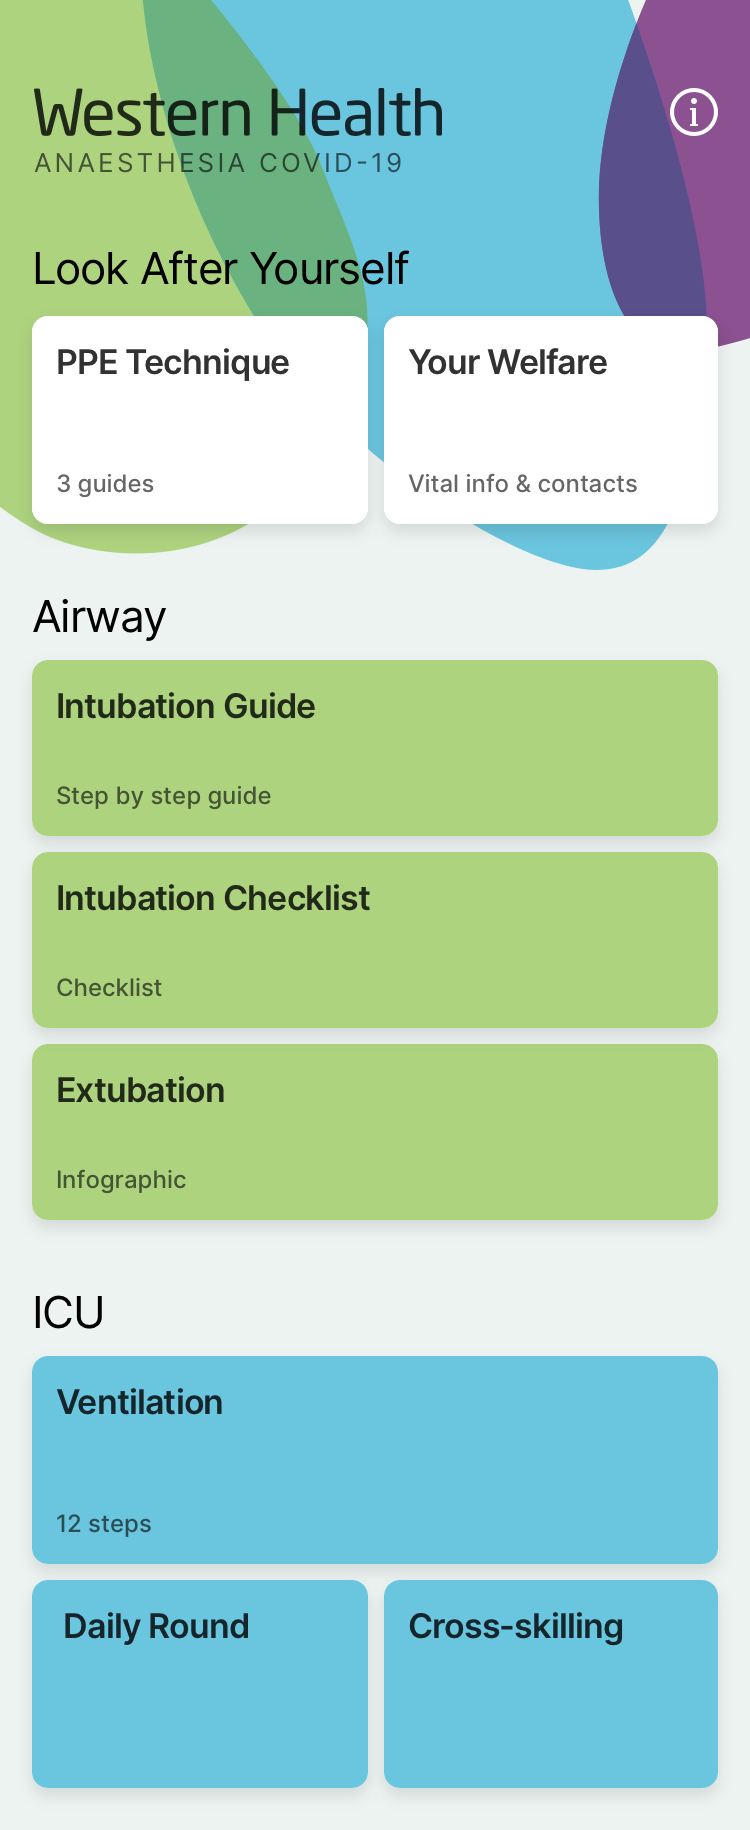 Western Health
ANAESTHESIA COVID-19
Look After Yourself
PPE Technique
3 guides
Your Welfare
Vital info & contacts
Airway
Intubation Guide
Step by step guide
Intubation Checklist
Checklist
Extubation
Infographic
ICU
Ventilation
12 steps
Daily Round
Cross-skilling